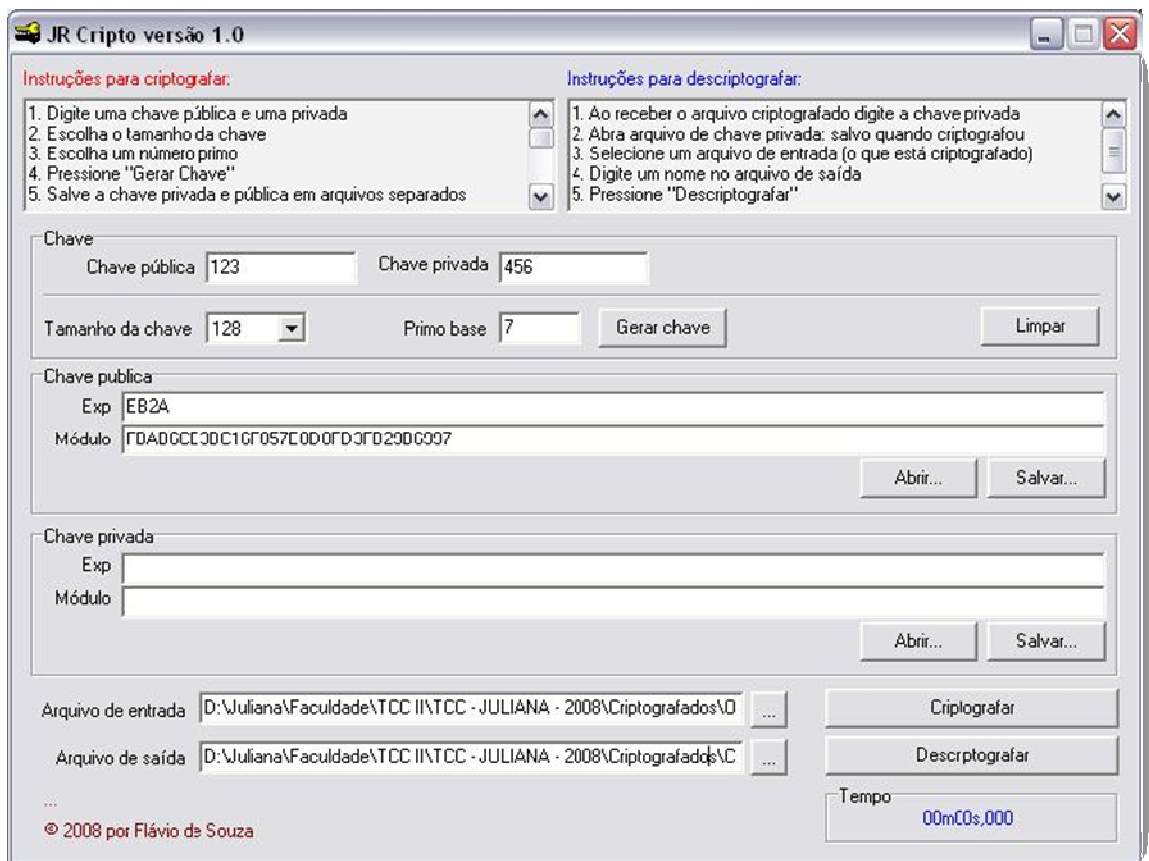 JR Cripto versão 1.0
Instruções para criptografar:
1. Digite uma chave pública e uma privada
2. Escolha o tamanho da chave
3. Escolha um número primo
4. Pressione "Gerar Chave"
5. Salve a chave privada e pública em arquivos separados
Instruções para descriptografar:
1. Ao receber o arquivo criptografado digite a chave privada
2. Abra arquivo de chave privada: salvo quando criptografou
3. Selecione um arquivo de entrada (o que está criptografado)
4. Digite um nome no arquivo de saída
5. Pressione "Descriptografar"
Chave
Chave pública 123 Chave privada 456
Tamanho da chave 128 Primo base 7 Gerar chave Limpar
Chave publica
Exp EB2A
Módulo
Abrir... Salvar...
Chave privada
Exp
Módulo
Abrir... Salvar...
Arquivo de entrada D:\Juliana\Faculdade\TCC II\TCC - JULIANA - 2008\Criptografados\O ... Criptografar
Arquivo de saída D:\Juliana\Faculdade\TCC II\TCC - JULIANA - 2008\Criptografados\C ... Descrptografar
Tempo
00m00s,000
...
© 2008 por Flávio de Souza